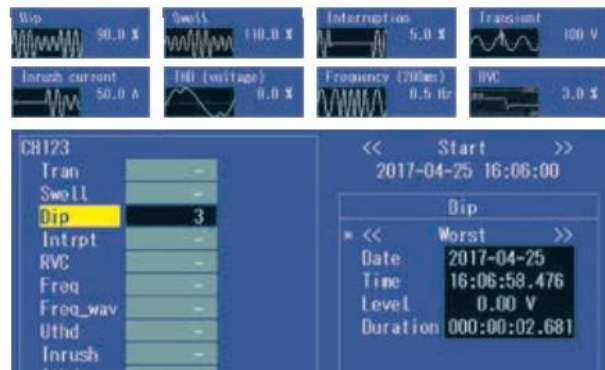 Dip
90.0 %
Swell
110.0 %
Interruption
5.0 %
Transient
100 V
Inrush current
50.0 A
THD (voltage)
8.0 %
Frequency (200ms)
0.5 Hz
RVC
3.0 %
CH123
Tran -
Swell -
Dip 3
Intrpt -
RVC -
Freq -
Freq_wav -
Uthd -
Inrush -
<< Start >>
2017-04-25 16:06:00
Dip
* << Worst >>
Date 2017-04-25
Time 16:06:58.476
Level 0.00 V
Duration 000:00:02.681